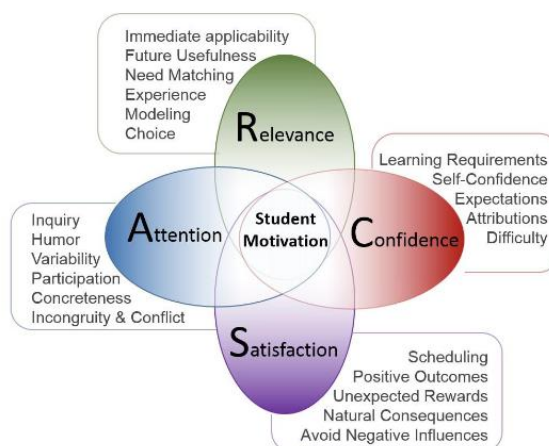 Immediate applicability
Future Usefulness
Need Matching
Experience
Modeling
Choice
Relevance
Learning Requirements
Self-Confidence
Expectations
Attributions
Difficulty
Inquiry
Humor
Variability
Participation
Concreteness
Incongruity & Conflict
Attention
Student
Motivation
Confidence
Satisfaction
Scheduling
Positive Outcomes
Unexpected Rewards
Natural Consequences
Avoid Negative Influences